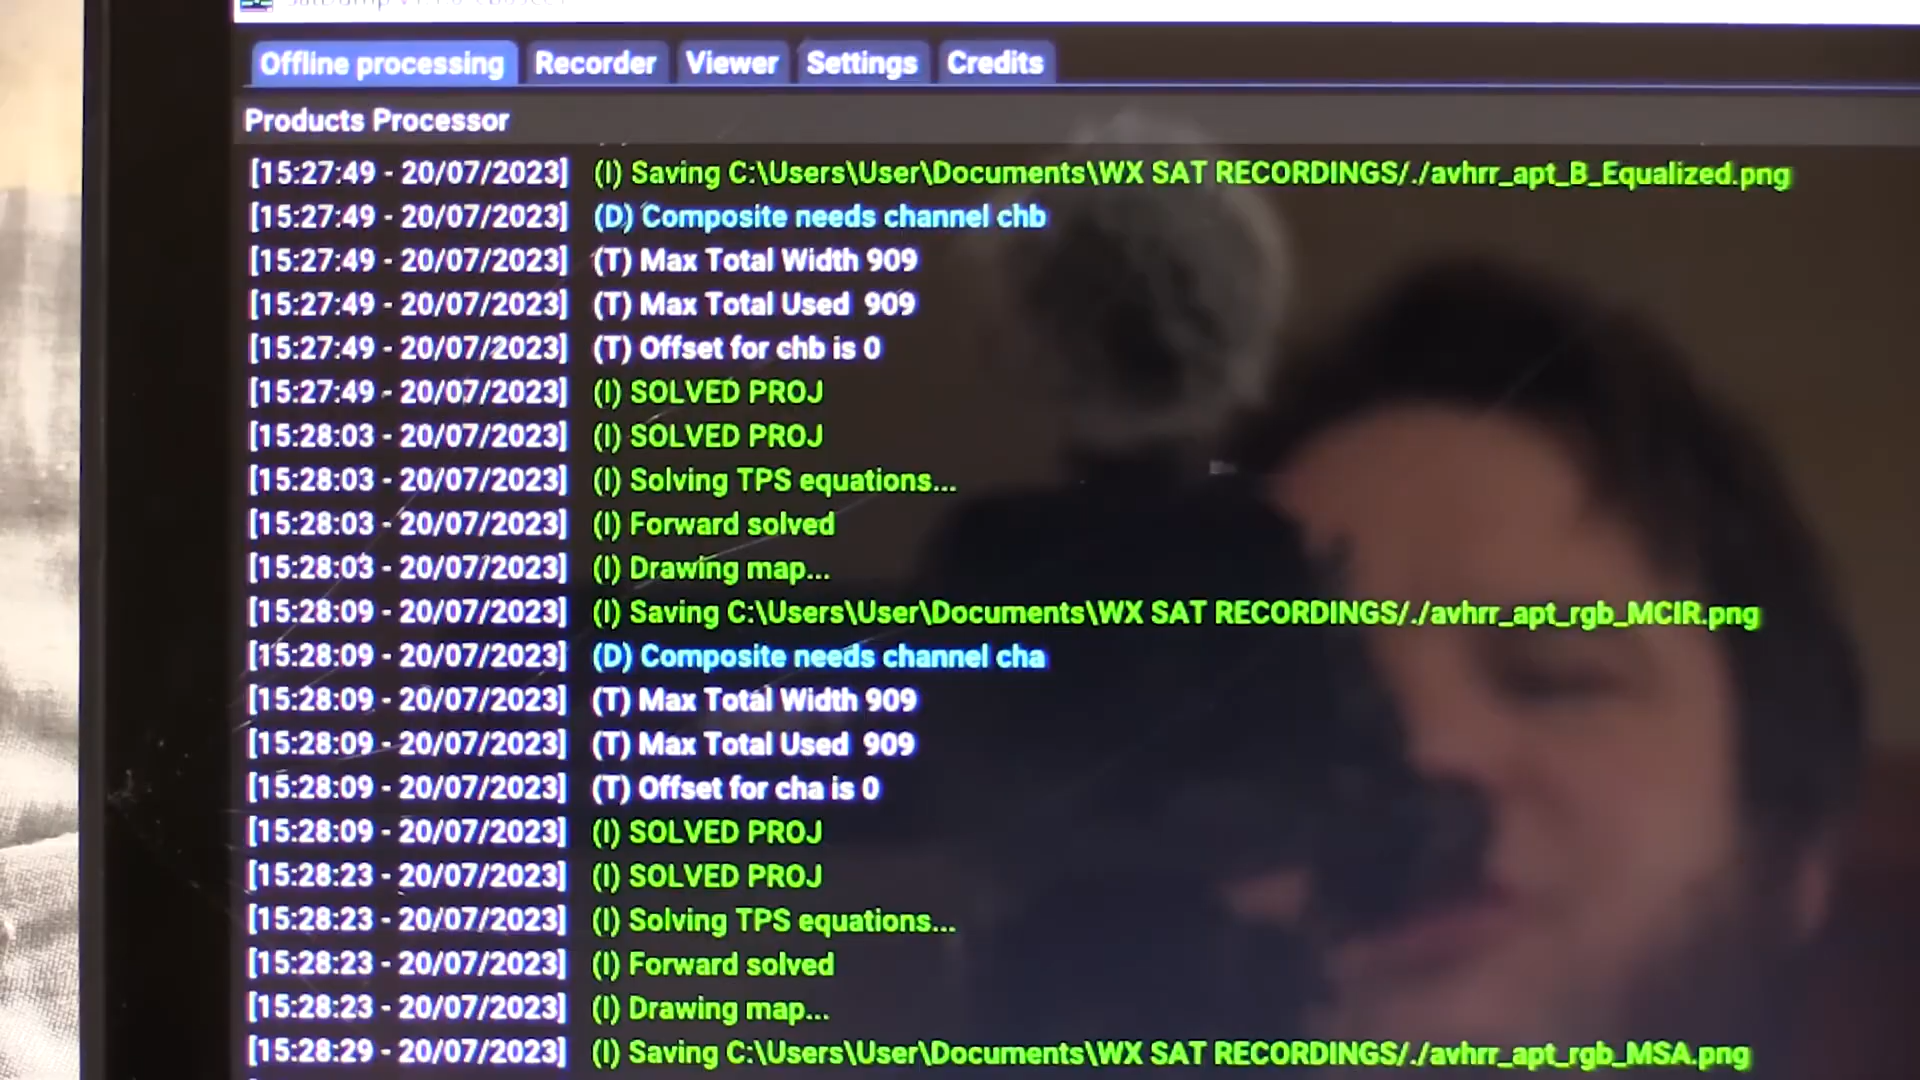 Offline processing Recorder Viewer Settings Credits
Products Processor
[15:27:49 - 20/07/2023] (I) Saving C:\Users\User\Documents\WX SAT RECORDINGS/./avhrr_apt_B_Equalized.png
[15:27:49 - 20/07/2023] (D) Composite needs channel chb
[15:27:49 - 20/07/2023] (T) Max Total Width 909
[15:27:49 - 20/07/2023] (T) Max Total Used  909
[15:27:49 - 20/07/2023] (T) Offset for chb is 0
[15:27:49 - 20/07/2023] (I) SOLVED PROJ
[15:28:03 - 20/07/2023] (I) SOLVED PROJ
[15:28:03 - 20/07/2023] (I) Solving TPS equations...
[15:28:03 - 20/07/2023] (I) Forward solved
[15:28:03 - 20/07/2023] (I) Drawing map...
[15:28:09 - 20/07/2023] (I) Saving C:\Users\User\Documents\WX SAT RECORDINGS/./avhrr_apt_rgb_MCIR.png
[15:28:09 - 20/07/2023] (D) Composite needs channel cha
[15:28:09 - 20/07/2023] (T) Max Total Width 909
[15:28:09 - 20/07/2023] (T) Max Total Used  909
[15:28:09 - 20/07/2023] (T) Offset for cha is 0
[15:28:09 - 20/07/2023] (I) SOLVED PROJ
[15:28:23 - 20/07/2023] (I) SOLVED PROJ
[15:28:23 - 20/07/2023] (I) Solving TPS equations...
[15:28:23 - 20/07/2023] (I) Forward solved
[15:28:23 - 20/07/2023] (I) Drawing map...
[15:28:29 - 20/07/2023] (I) Saving C:\Users\User\Documents\WX SAT RECORDINGS/./avhrr_apt_rgb_MSA.png